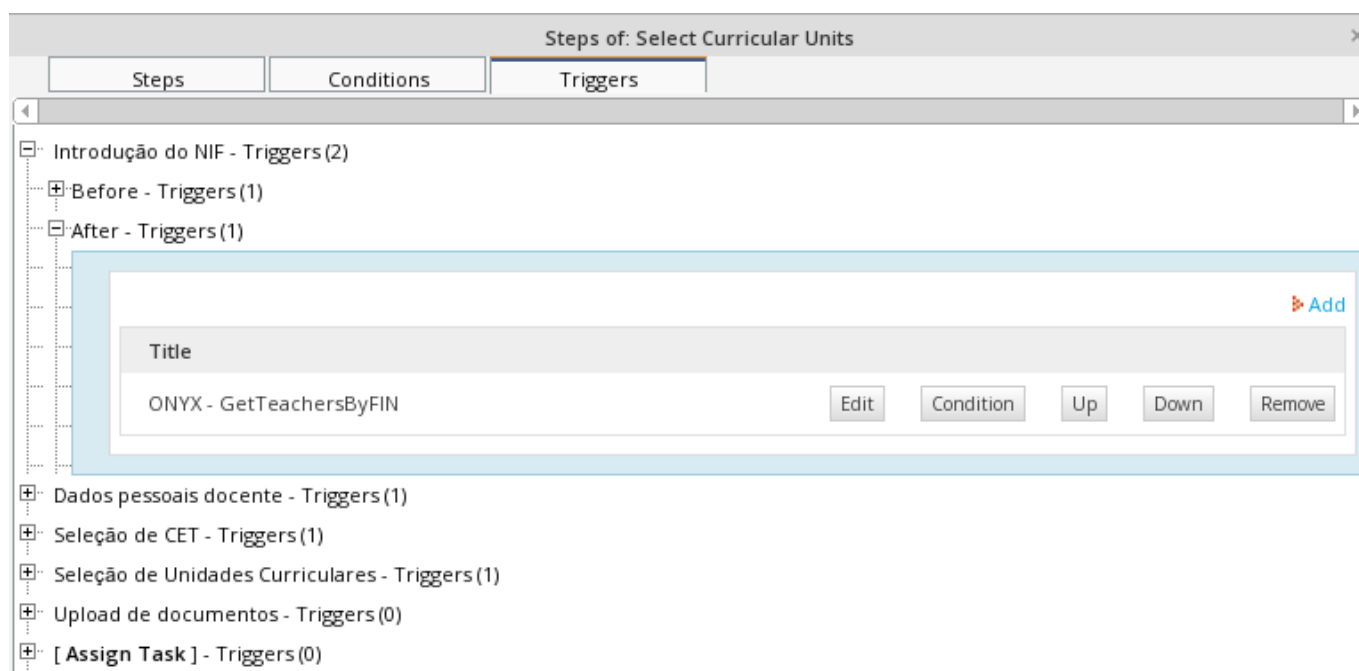 Steps of: Select Curricular Units
Steps Conditions Triggers
Introdução do NIF - Triggers (2)
Before - Triggers (1)
After - Triggers (1)
Add
Title
ONYX - GetTeachersByFIN Edit Condition Up Down Remove
Dados pessoais docente - Triggers (1)
Seleção de CET - Triggers (1)
Seleção de Unidades Curriculares - Triggers (1)
Upload de documentos - Triggers (0)
[ Assign Task ] - Triggers (0)